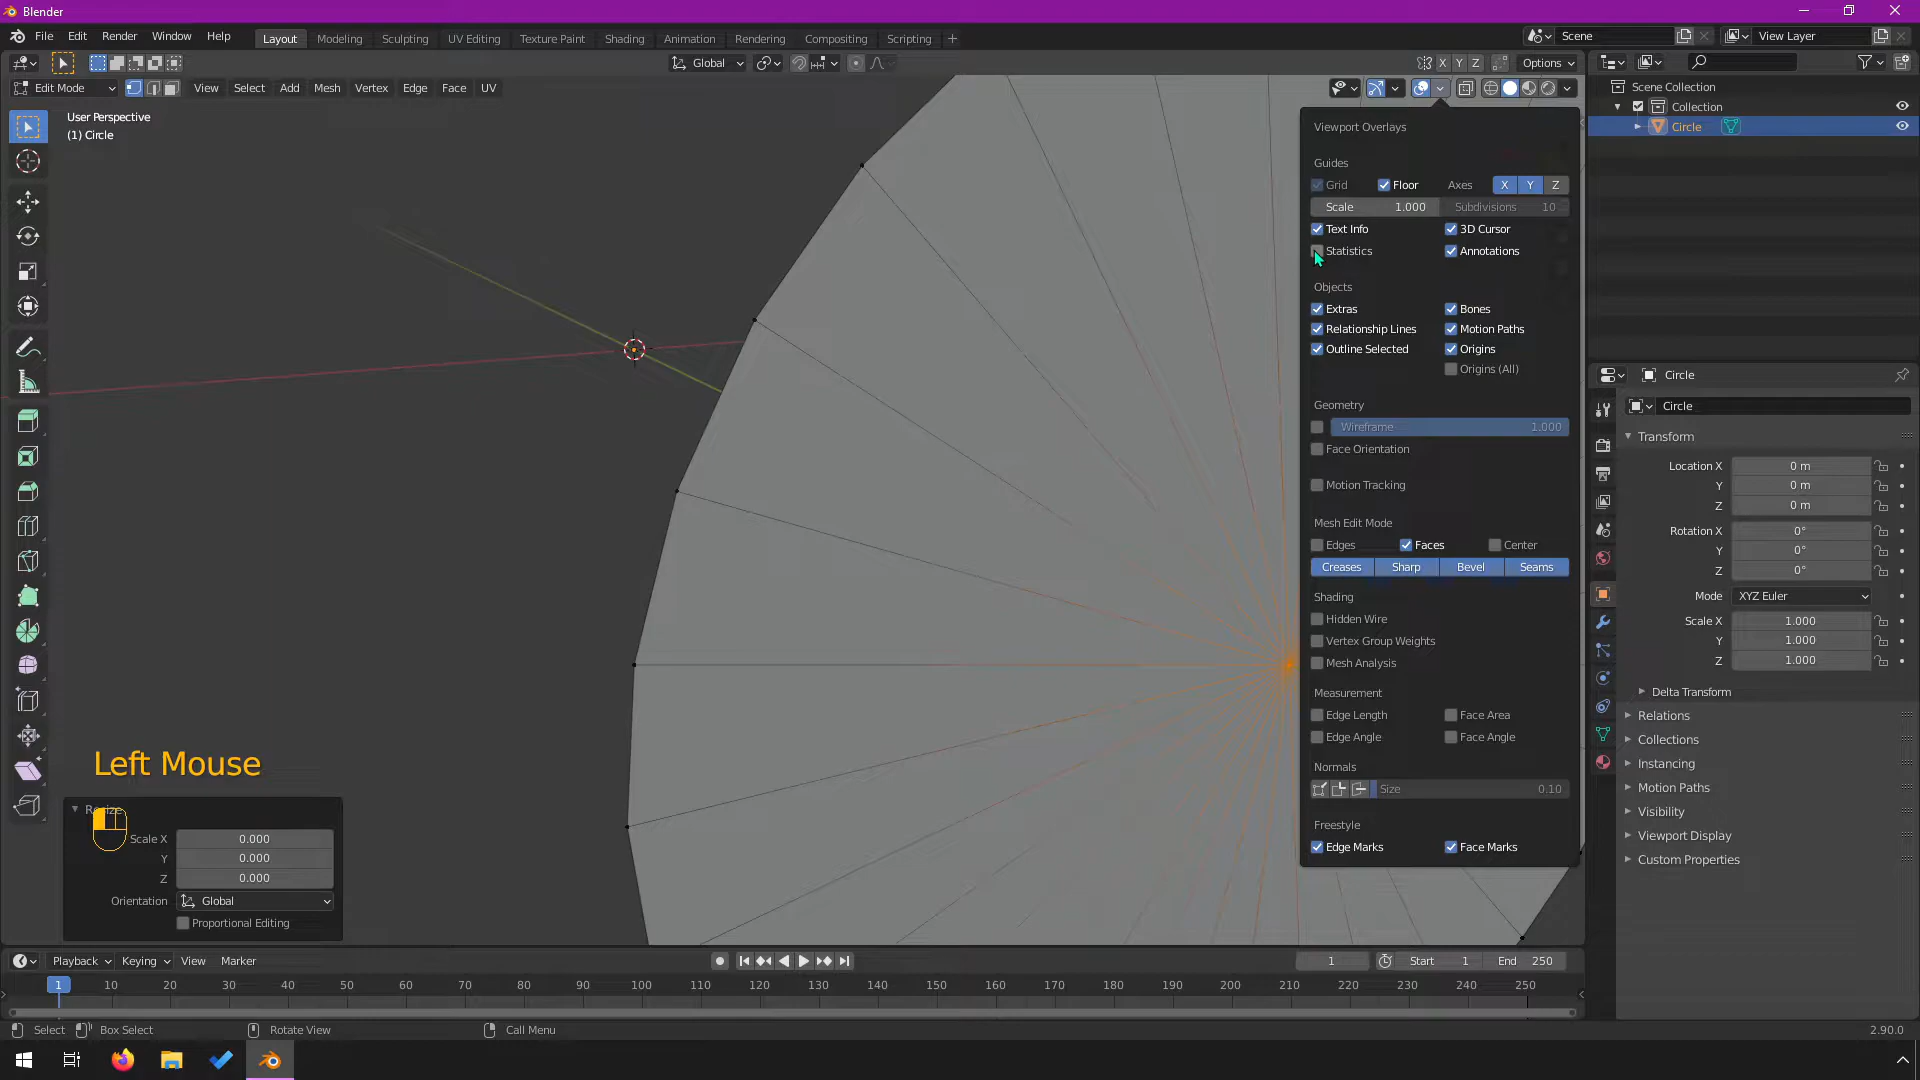 Blender
File Edit Render Window Help
Layout Modeling Sculpting UV Editing Texture Paint Shading Animation Rendering Compositing Scripting
Scene
View Layer
Global
X Y Z
Options
Edit Mode
View Select Add Mesh Vertex Edge Face UV
Scene Collection
Collection
Circle
User Perspective
(1) Circle
Viewport Overlays
Guides
Grid Floor Axes X Y Z
Scale 1.000 Subdivisions 10
Text Info 3D Cursor
Statistics Annotations
Objects
Extras Bones
Relationship Lines Motion Paths
Outline Selected Origins
Origins (All)
Geometry
Wireframe 1.000
Face Orientation
Motion Tracking
Mesh Edit Mode
Edges Faces Center
Creases Sharp Bevel Seams
Shading
Hidden Wire
Vertex Group Weights
Mesh Analysis
Measurement
Edge Length Face Area
Edge Angle Face Angle
Normals
Size 0.10
Freestyle
Edge Marks Face Marks
Circle
Circle
Transform
Location X 0 m
Y 0 m
Z 0 m
Rotation X 0°
Y 0°
Z 0°
Mode XYZ Euler
Scale X 1.000
Y 1.000
Z 1.000
Delta Transform
Relations
Collections
Instancing
Motion Paths
Visibility
Viewport Display
Custom Properties
Left Mouse
Scale X 0.000
Y 0.000
Z 0.000
Orientation Global
Proportional Editing
Playback Keying View Marker
1 Start 1 End 250
1 10 20 30 40 50 60 70 80 90 100 110 120 130 140 150 160 170 180 190 200 210 220 230 240 250
Select Box Select Rotate View Call Menu
2.90.0